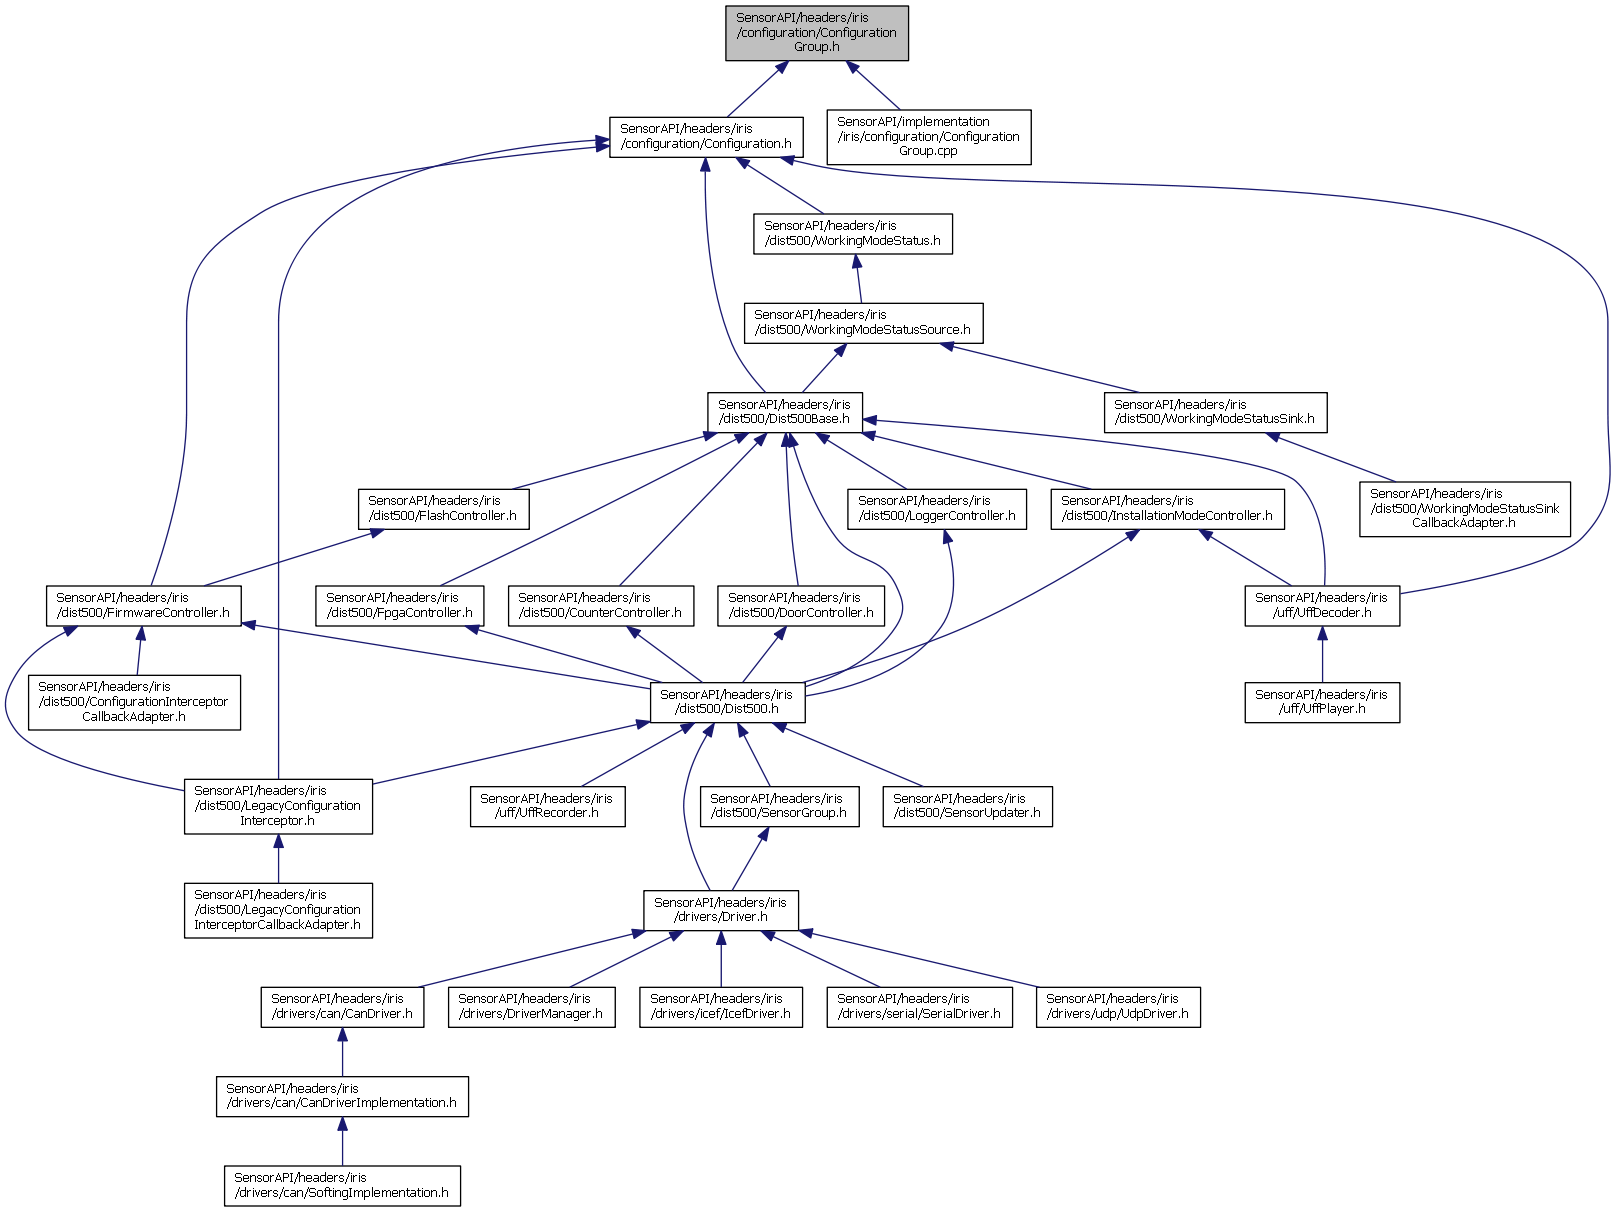 SensorAPI/headers/iris
/configuration/Configuration
Group.h
SensorAPI/headers/iris
/configuration/Configuration.h
SensorAPI/implementation
/iris/configuration/Configuration
Group.cpp
SensorAPI/headers/iris
/dist500/WorkingModeStatus.h
SensorAPI/headers/iris
/dist500/WorkingModeStatusSource.h
SensorAPI/headers/iris
/dist500/Dist500Base.h
SensorAPI/headers/iris
/dist500/WorkingModeStatusSink.h
SensorAPI/headers/iris
/dist500/FlashController.h
SensorAPI/headers/iris
/dist500/LoggerController.h
SensorAPI/headers/iris
/dist500/InstallationModeController.h
SensorAPI/headers/iris
/dist500/WorkingModeStatusSink
CallbackAdapter.h
SensorAPI/headers/iris
/dist500/FirmwareController.h
SensorAPI/headers/iris
/dist500/FpgaController.h
SensorAPI/headers/iris
/dist500/CounterController.h
SensorAPI/headers/iris
/dist500/DoorController.h
SensorAPI/headers/iris
/uff/UffDecoder.h
SensorAPI/headers/iris
/dist500/ConfigurationInterceptor
CallbackAdapter.h
SensorAPI/headers/iris
/dist500/Dist500.h
SensorAPI/headers/iris
/uff/UffPlayer.h
SensorAPI/headers/iris
/dist500/LegacyConfiguration
Interceptor.h
SensorAPI/headers/iris
/uff/UffRecorder.h
SensorAPI/headers/iris
/dist500/SensorGroup.h
SensorAPI/headers/iris
/dist500/SensorUpdater.h
SensorAPI/headers/iris
/dist500/LegacyConfiguration
InterceptorCallbackAdapter.h
SensorAPI/headers/iris
/drivers/Driver.h
SensorAPI/headers/iris
/drivers/can/CanDriver.h
SensorAPI/headers/iris
/drivers/DriverManager.h
SensorAPI/headers/iris
/drivers/icef/IcefDriver.h
SensorAPI/headers/iris
/drivers/serial/SerialDriver.h
SensorAPI/headers/iris
/drivers/udp/UdpDriver.h
SensorAPI/headers/iris
/drivers/can/CanDriverImplementation.h
SensorAPI/headers/iris
/drivers/can/SoftingImplementation.h